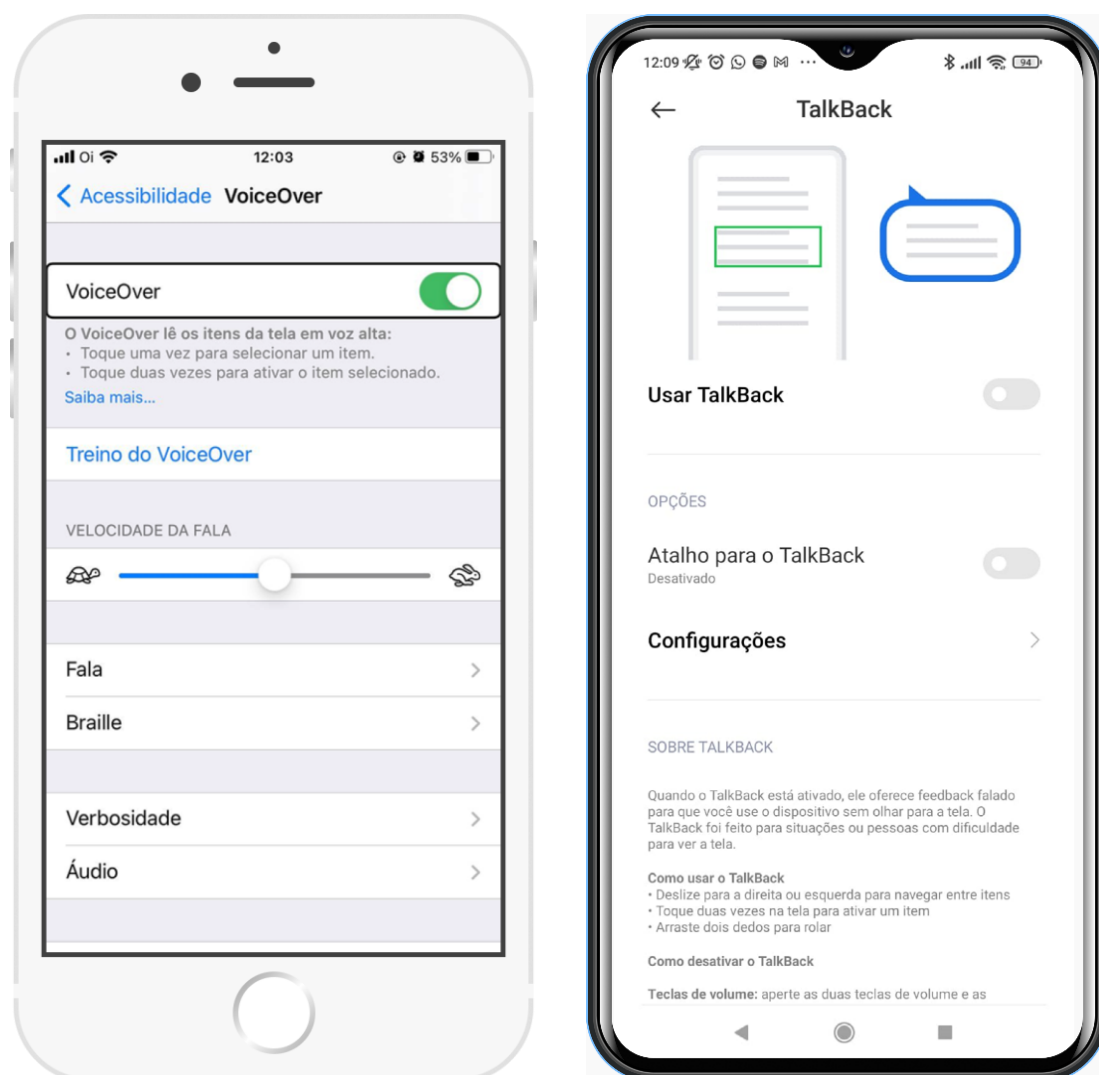 Oi
12:03
53%
Acessibilidade VoiceOver
VoiceOver
O VoiceOver lê os itens da tela em voz alta:
• Toque uma vez para selecionar um item.
• Toque duas vezes para ativar o item selecionado.
Saiba mais...
Treino do VoiceOver
VELOCIDADE DA FALA
Fala
Braille
Verbosidade
Áudio
12:09
94
TalkBack
Usar TalkBack
OPÇÕES
Atalho para o TalkBack
Desativado
Configurações
SOBRE TALKBACK
Quando o TalkBack está ativado, ele oferece feedback falado
para que você use o dispositivo sem olhar para a tela. O
TalkBack foi feito para situações ou pessoas com dificuldade
para ver a tela.
Como usar o TalkBack
• Deslize para a direita ou esquerda para navegar entre itens
• Toque duas vezes na tela para ativar um item
• Arraste dois dedos para rolar
Como desativar o TalkBack
Teclas de volume: aperte as duas teclas de volume e as